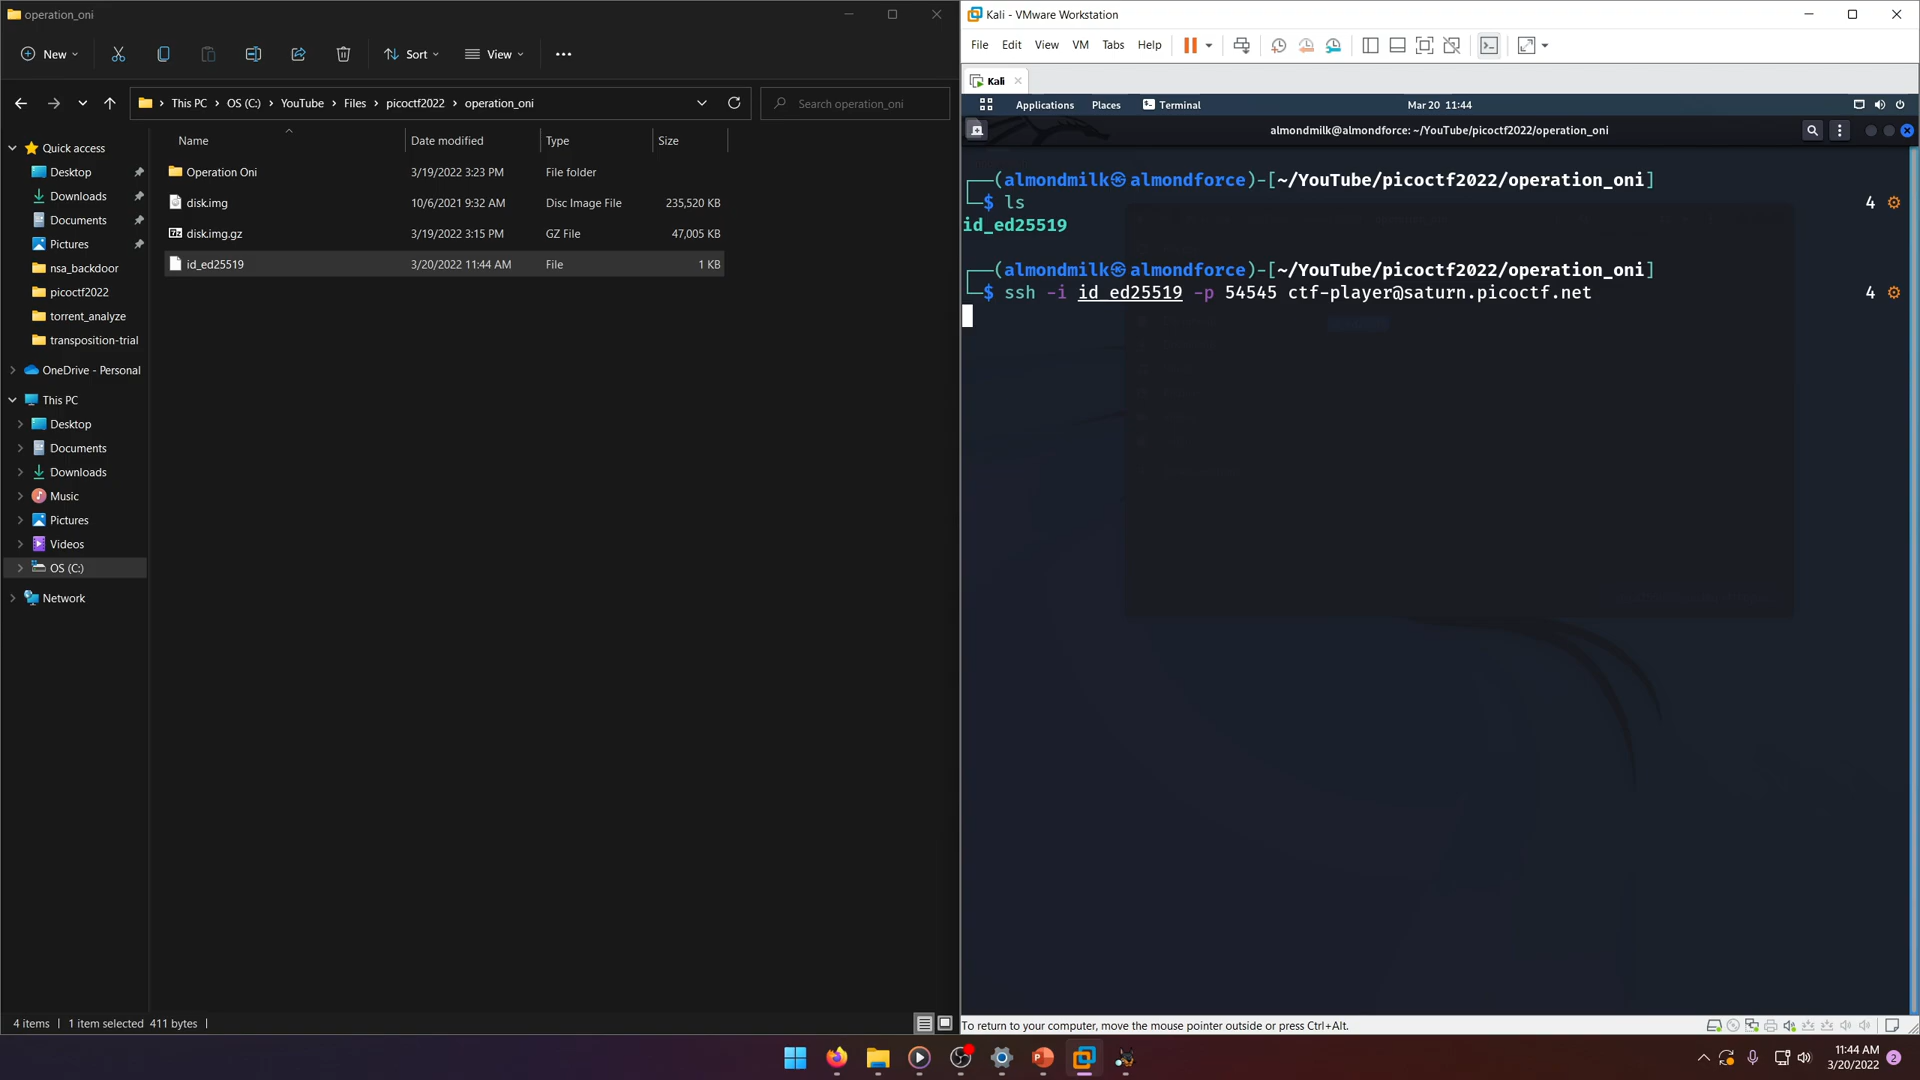 operation_oni
New
Sort
View
This PC
OS (C:)
YouTube
Files
picoctf2022
operation_oni
Search operation_oni
Name
Date modified
Type
Size
Quick access
Desktop
Downloads
Documents
Pictures
nsa_backdoor
picoctf2022
torrent_analyze
transposition-trial
OneDrive - Personal
This PC
Desktop
Documents
Downloads
Music
Pictures
Videos
OS (C:)
Network
Operation Oni 3/19/2022 3:23 PM File folder
disk.img 10/6/2021 9:32 AM Disc Image File 235,520 KB
disk.img.gz 3/19/2022 3:15 PM GZ File 47,005 KB
id_ed25519 3/20/2022 11:44 AM File 1 KB
4 items 1 item selected 411 bytes
Kali - VMware Workstation
File Edit View VM Tabs Help
Kali
Applications Places Terminal Mar 20 11:44
almondmilk@almondforce: ~/YouTube/picoctf2022/operation_oni
┌──(almondmilk㉿almondforce)-[~/YouTube/picoctf2022/operation_oni]
└─$ ls 4
id_ed25519
┌──(almondmilk㉿almondforce)-[~/YouTube/picoctf2022/operation_oni]
└─$ ssh -i id_ed25519 -p 54545 ctf-player@saturn.picoctf.net 4
To return to your computer, move the mouse pointer outside or press Ctrl+Alt.
11:44 AM
3/20/2022
2